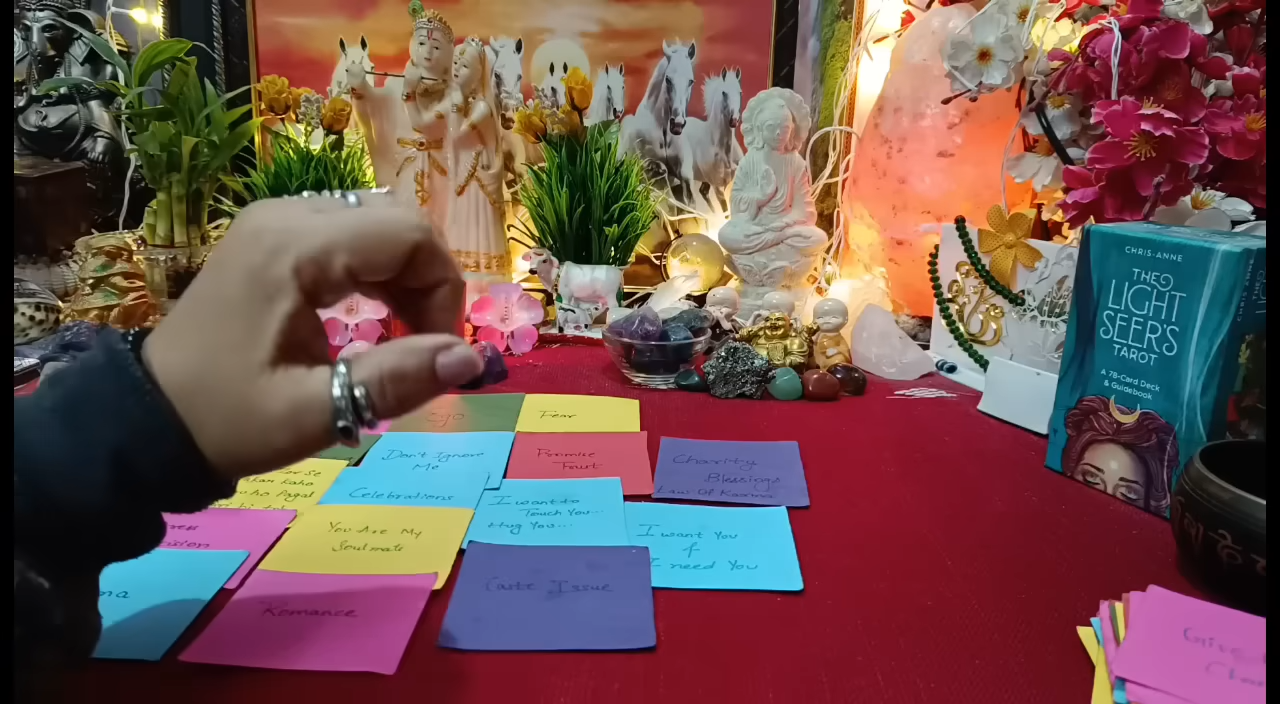 CHRIS-ANNE
THE
LIGHT
SEER'S
TAROT
A 78-Card Deck
& Guidebook
Fear
Don't Ignore
Me
Celebrations
Promise
Trust
Charity
Blessings
Law Of Karma
I want to
Touch You...
Hug You...
You Are My
Soulmate
I want You
&
I need You
Caste Issue
Romance
Give